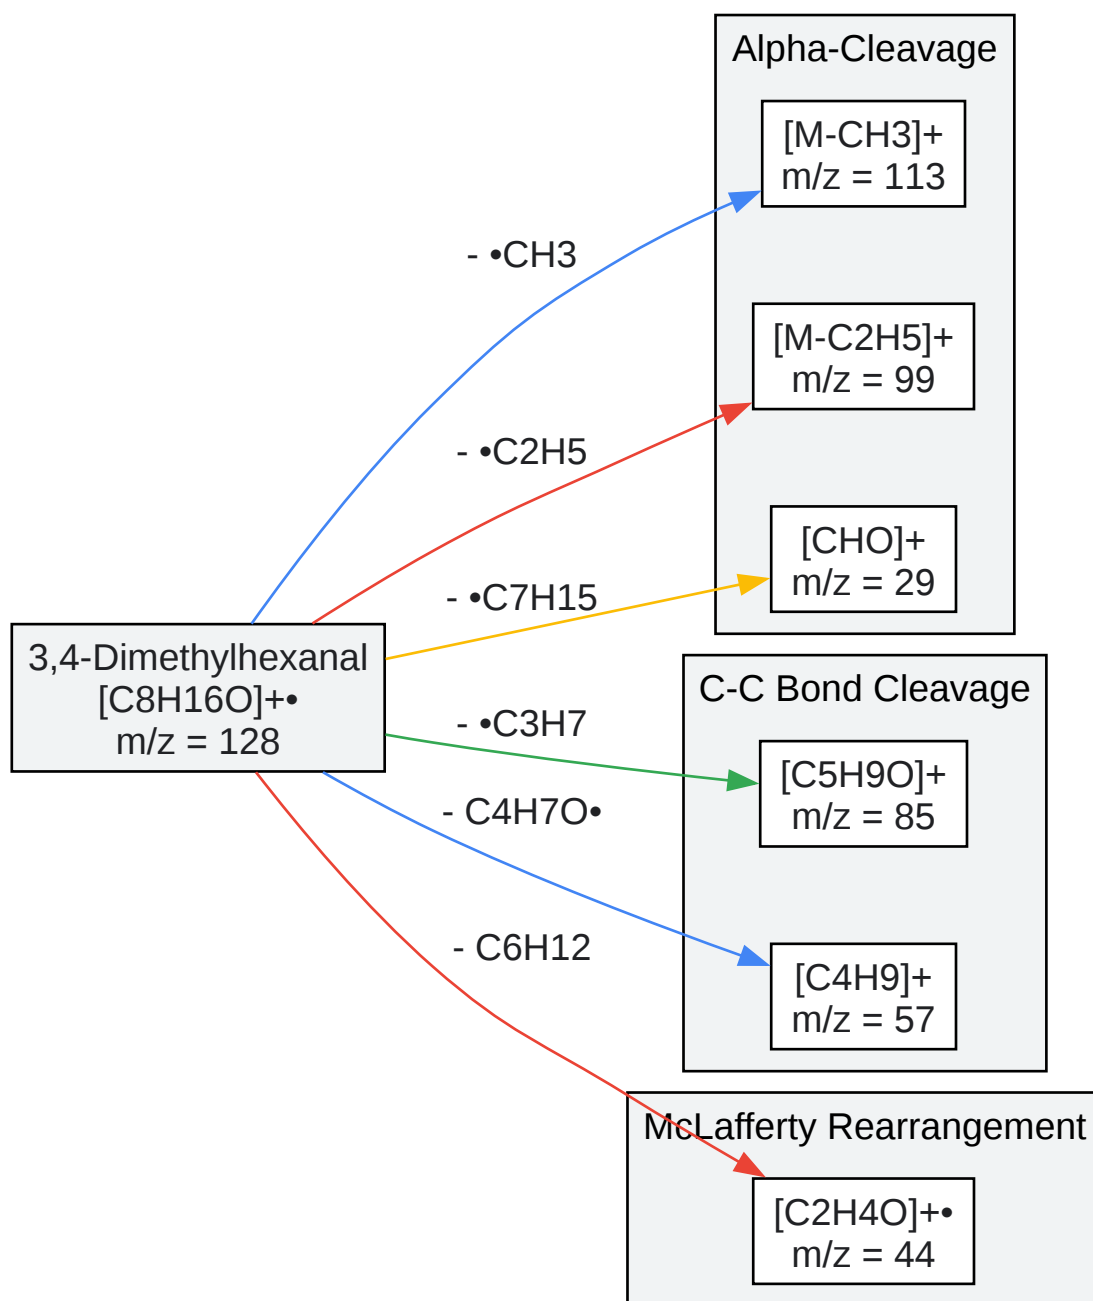 Alpha-Cleavage
[M-CH3]+
m/z = 113
- •CH3
[M-C2H5]+
m/z = 99
- •C2H5
[CHO]+
m/z = 29
- •C7H15
3,4-Dimethylhexanal
[C8H16O]+•
m/z = 128
C-C Bond Cleavage
- •C3H7
[C5H9O]+
m/z = 85
- C4H7O•
[C4H9]+
m/z = 57
- C6H12
McLafferty Rearrangement
[C2H4O]+•
m/z = 44